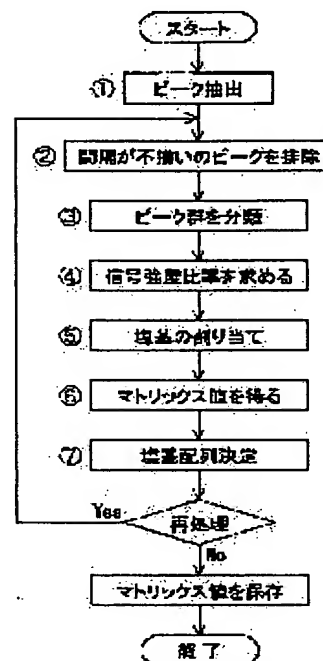 スタート
① ピーク抽出
② 間隔が不揃いのピークを排除
③ ピーク群を分類
④ 信号強度比率を求める
⑤ 塩基の割り当て
⑥ マトリックス値を得る
⑦ 塩基配列決定
Yes
再処理
No
マトリックス値を保存
終了